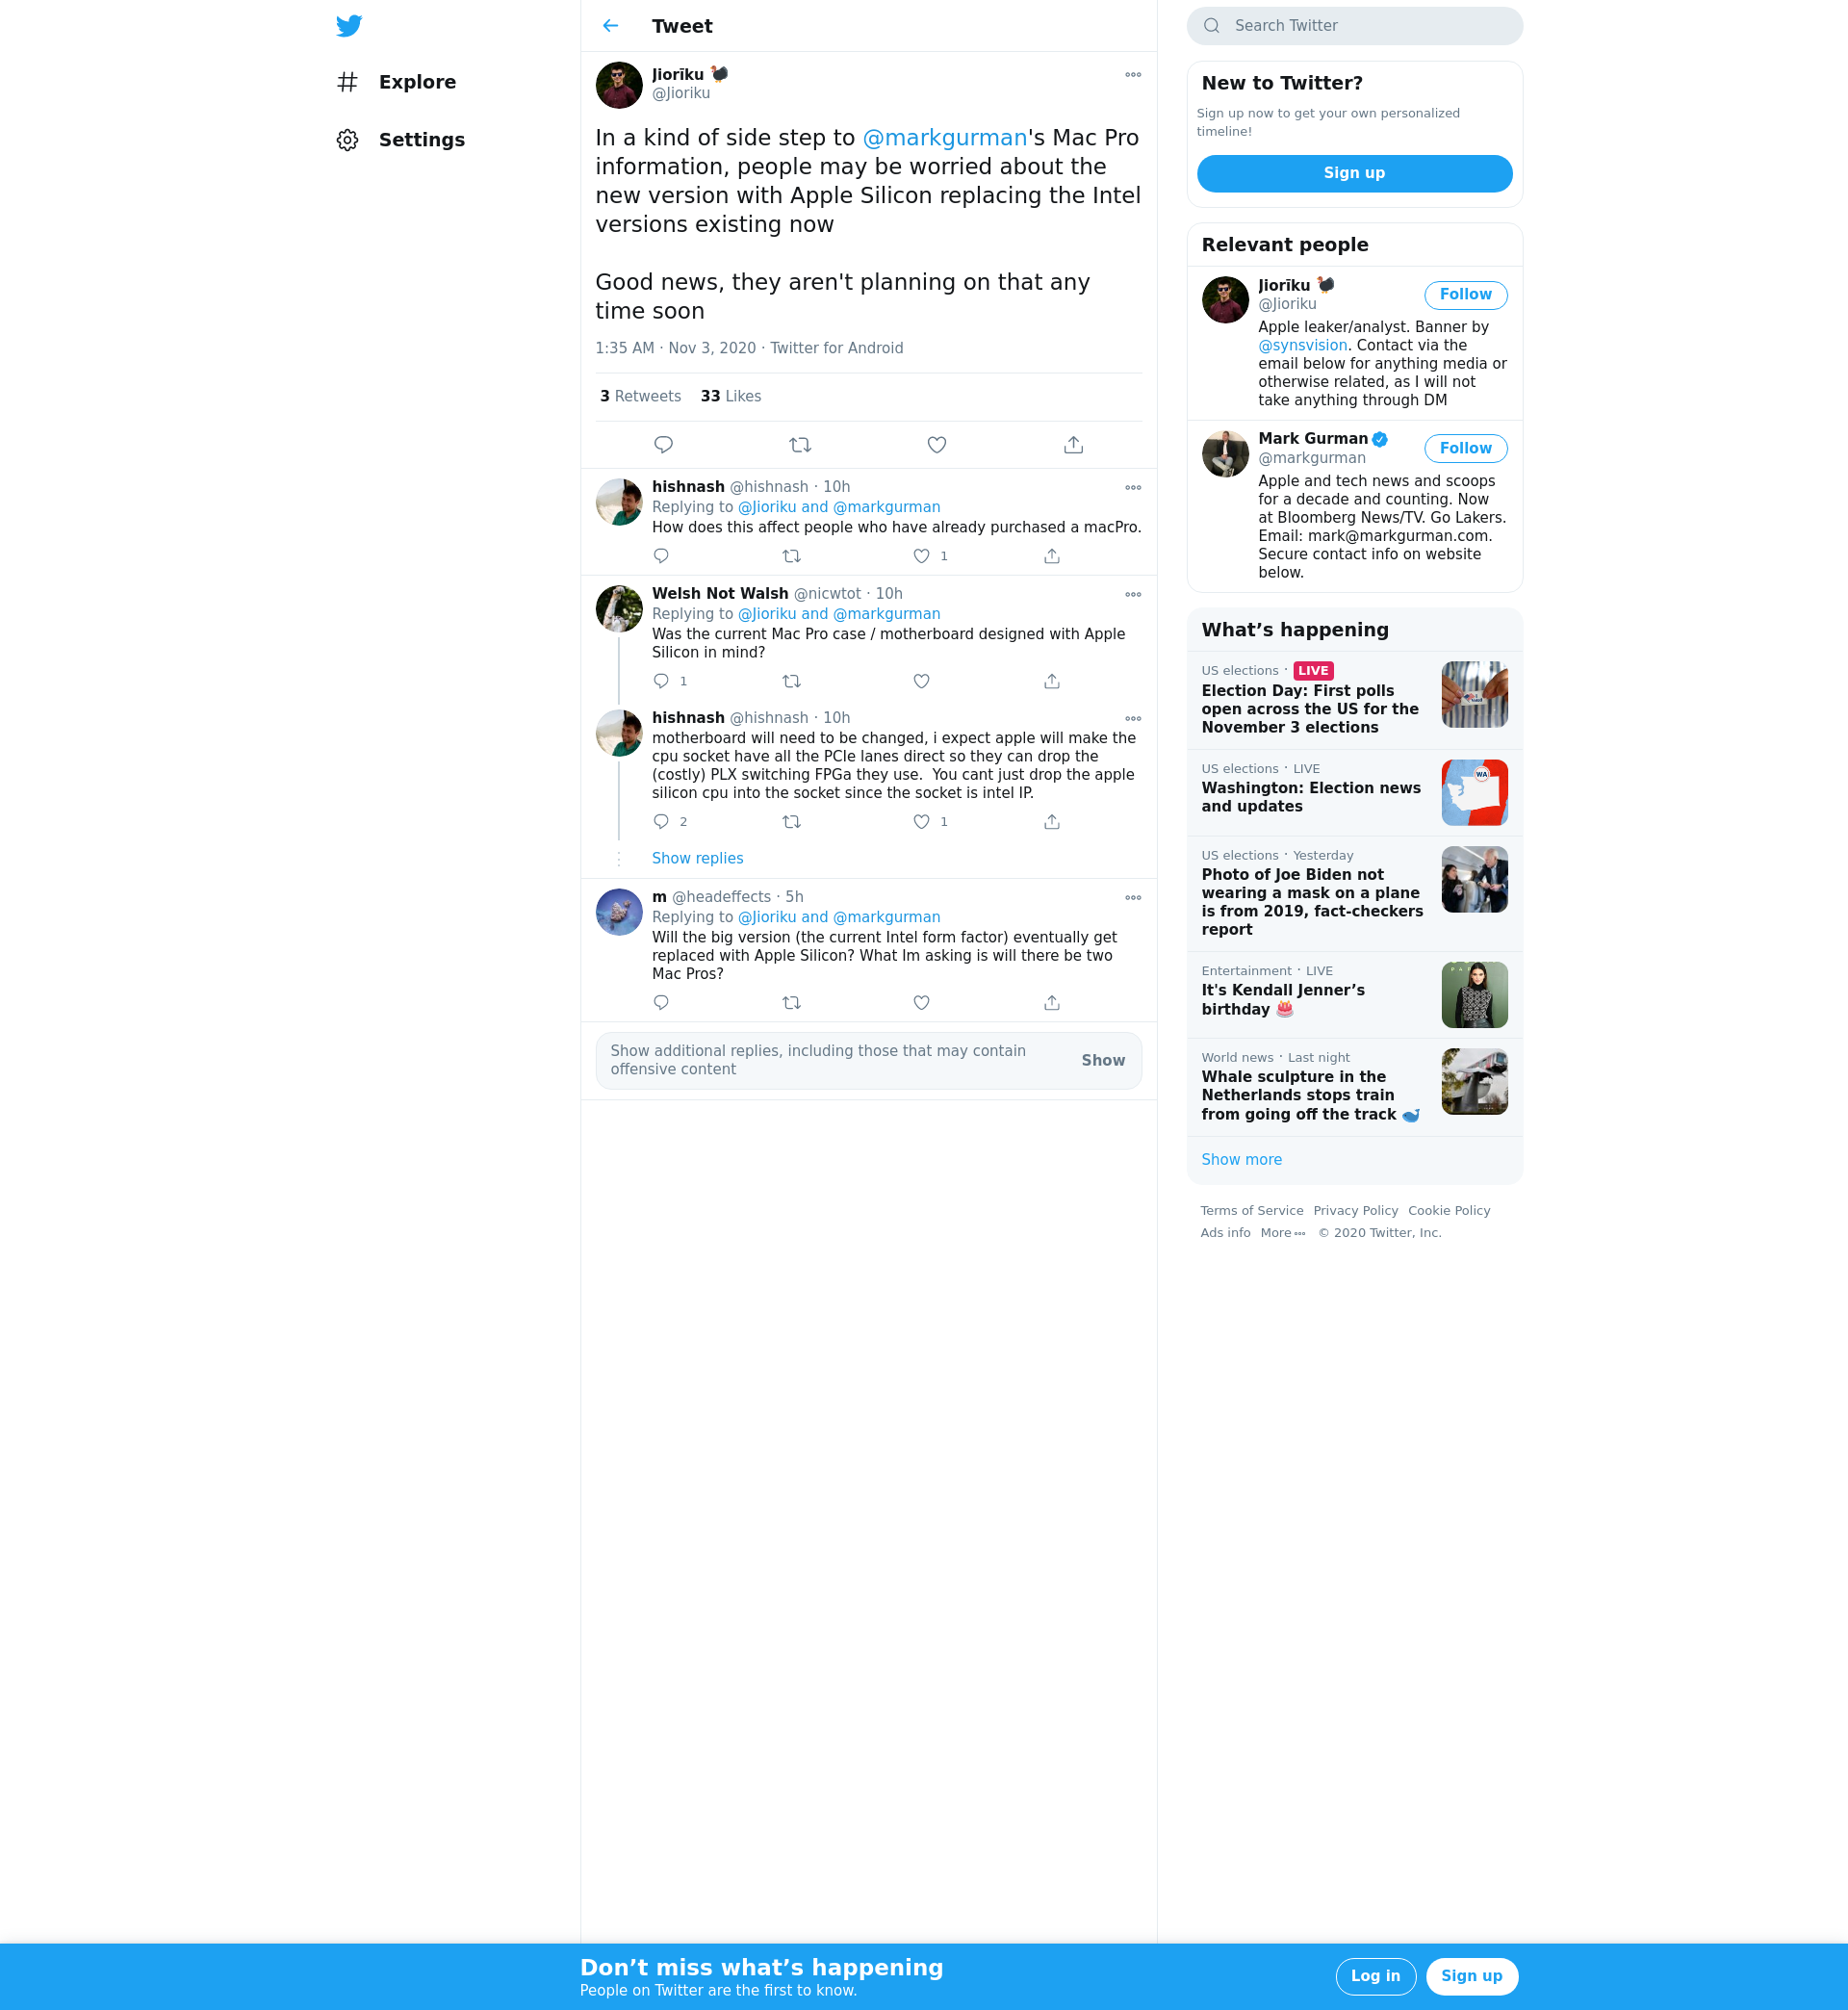 Explore
Settings
Tweet
Jiorīku 🦃
@Jioriku
In a kind of side step to @markgurman's Mac Pro
information, people may be worried about the
new version with Apple Silicon replacing the Intel
versions existing now
Good news, they aren't planning on that any
time soon
1:35 AM · Nov 3, 2020 · Twitter for Android
3 Retweets 33 Likes
hishnash @hishnash · 10h
Replying to @Jioriku and @markgurman
How does this affect people who have already purchased a macPro.
1
Welsh Not Walsh @nicwtot · 10h
Replying to @Jioriku and @markgurman
Was the current Mac Pro case / motherboard designed with Apple
Silicon in mind?
1
hishnash @hishnash · 10h
motherboard will need to be changed, i expect apple will make the
cpu socket have all the PCIe lanes direct so they can drop the
(costly) PLX switching FPGa they use.  You cant just drop the apple
silicon cpu into the socket since the socket is intel IP.
2 1
Show replies
m @headeffects · 5h
Replying to @Jioriku and @markgurman
Will the big version (the current Intel form factor) eventually get
replaced with Apple Silicon? What Im asking is will there be two
Mac Pros?
Show additional replies, including those that may contain
offensive content
Show
Search Twitter
New to Twitter?
Sign up now to get your own personalized
timeline!
Sign up
Relevant people
Jiorīku 🦃
@Jioriku
Follow
Apple leaker/analyst. Banner by
@synsvision. Contact via the
email below for anything media or
otherwise related, as I will not
take anything through DM
Mark Gurman
@markgurman
Follow
Apple and tech news and scoops
for a decade and counting. Now
at Bloomberg News/TV. Go Lakers.
Email: mark@markgurman.com.
Secure contact info on website
below.
What’s happening
US elections · LIVE
Election Day: First polls
open across the US for the
November 3 elections
US elections · LIVE
Washington: Election news
and updates
WA
US elections · Yesterday
Photo of Joe Biden not
wearing a mask on a plane
is from 2019, fact-checkers
report
Entertainment · LIVE
It's Kendall Jenner’s
birthday 🎂
World news · Last night
Whale sculpture in the
Netherlands stops train
from going off the track 🐋
Show more
Terms of Service Privacy Policy Cookie Policy
Ads info More © 2020 Twitter, Inc.
Don’t miss what’s happening
People on Twitter are the first to know.
Log in
Sign up